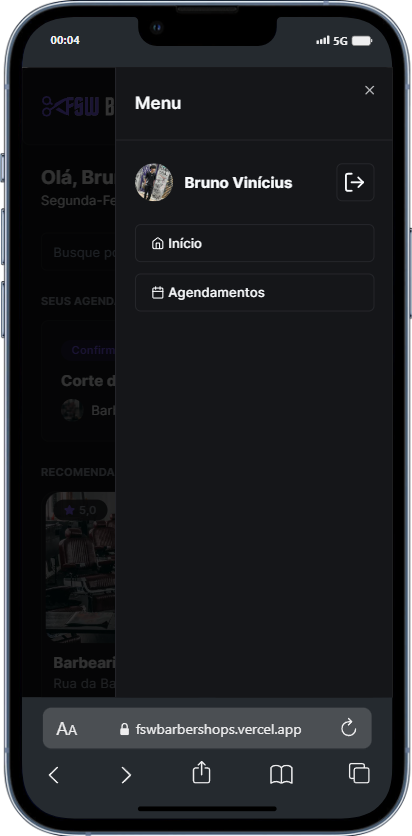 00:04
5G
Menu
FSW B
Bruno Vinícius
Olá, Bru
Segunda-Fe
Início
Busque po
Agendamentos
SEUS AGEND
Confirm
Corte d
Barb
RECOMENDA
5,0
Barbeari
Rua da Ba
AA
fswbarbershops.vercel.app